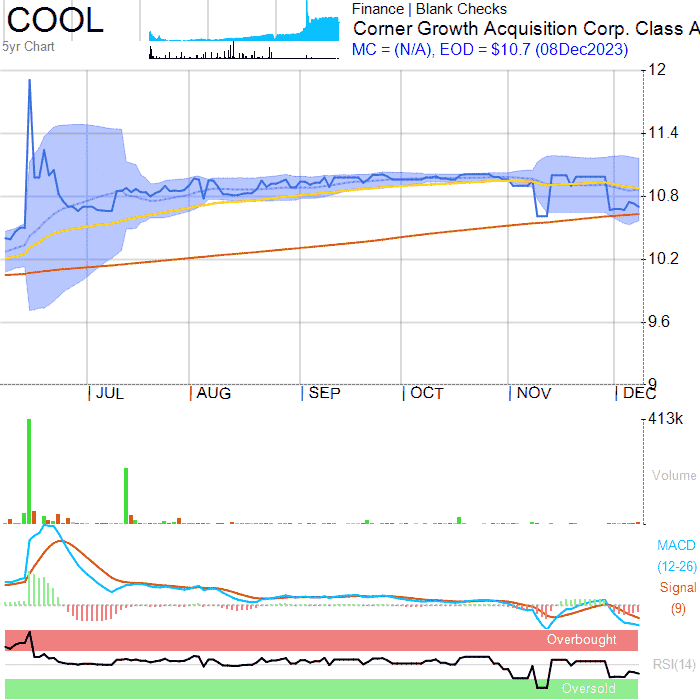 COOL
5yr Chart
Finance | Blank Checks
Corner Growth Acquisition Corp. Class A
MC = (N/A), EOD = $10.7 (08Dec2023)
12
11.4
10.8
10.2
9.6
9
JUL
AUG
SEP
OCT
NOV
DEC
413k
Volume
MACD
(12-26)
Signal
(9)
Overbought
RSI(14)
Oversold